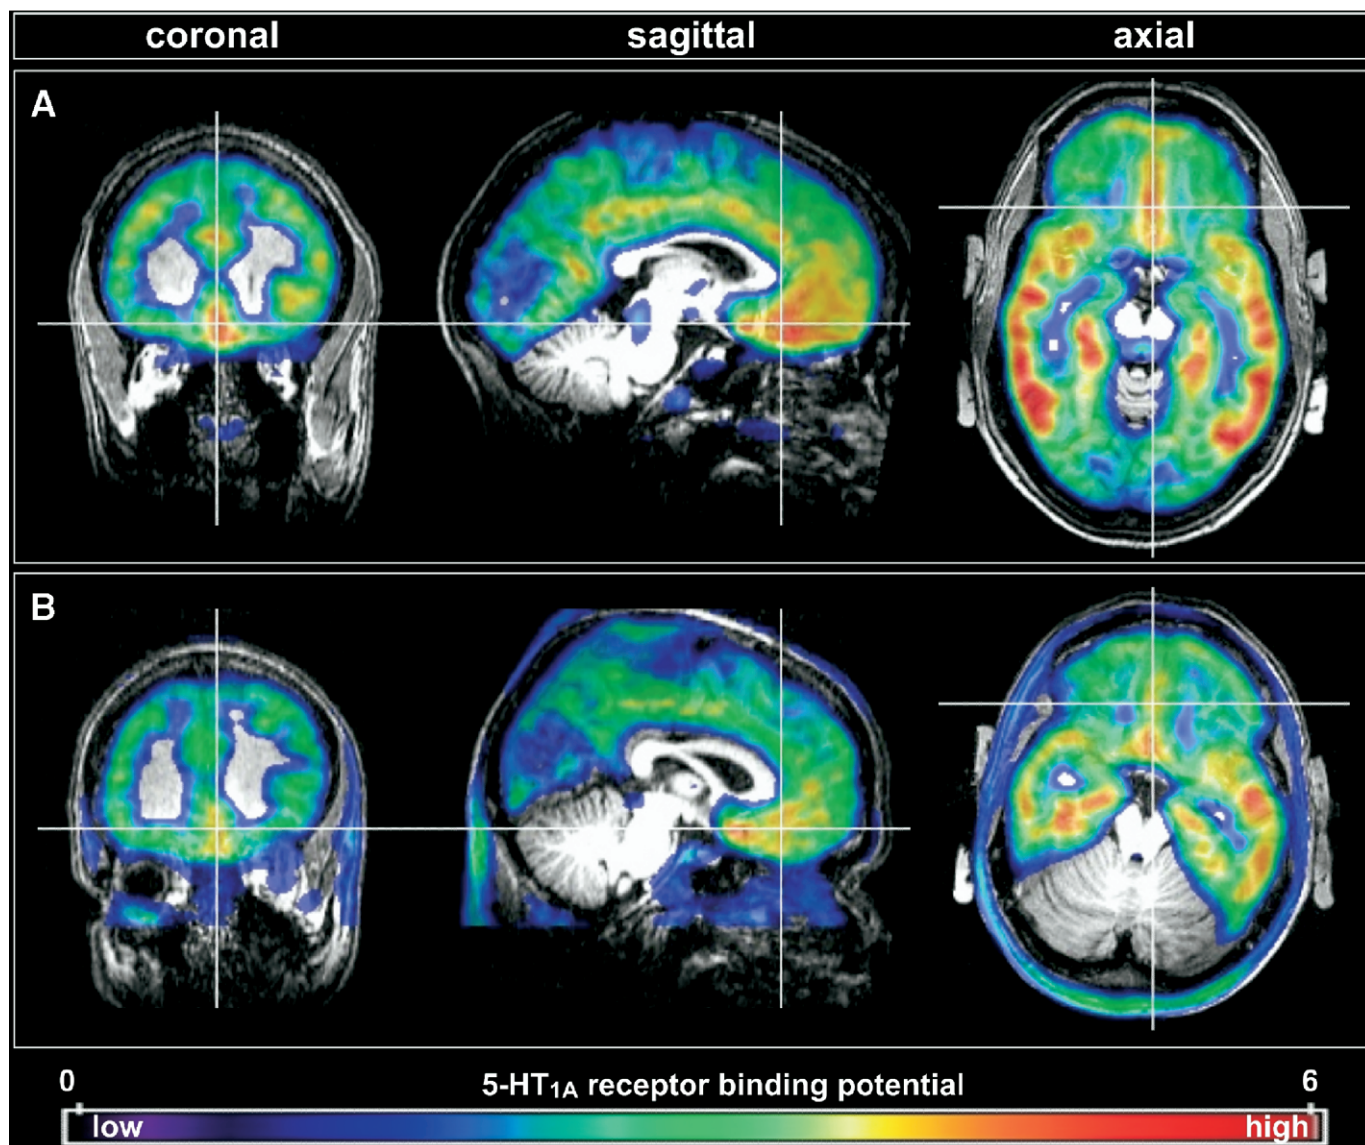 coronal sagittal axial
A
B
0 5-HT1A receptor binding potential 6
low high